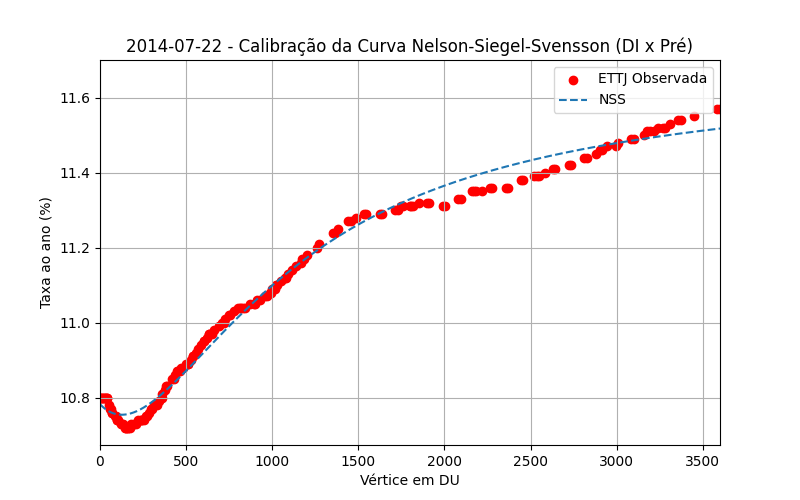 2014-07-22 - Calibração da Curva Nelson-Siegel-Svensson (DI x Pré)
ETTJ Observada
NSS
11.6
11.4
11.2
11.0
10.8
Taxa ao ano (%)
0 500 1000 1500 2000 2500 3000 3500
Vértice em DU